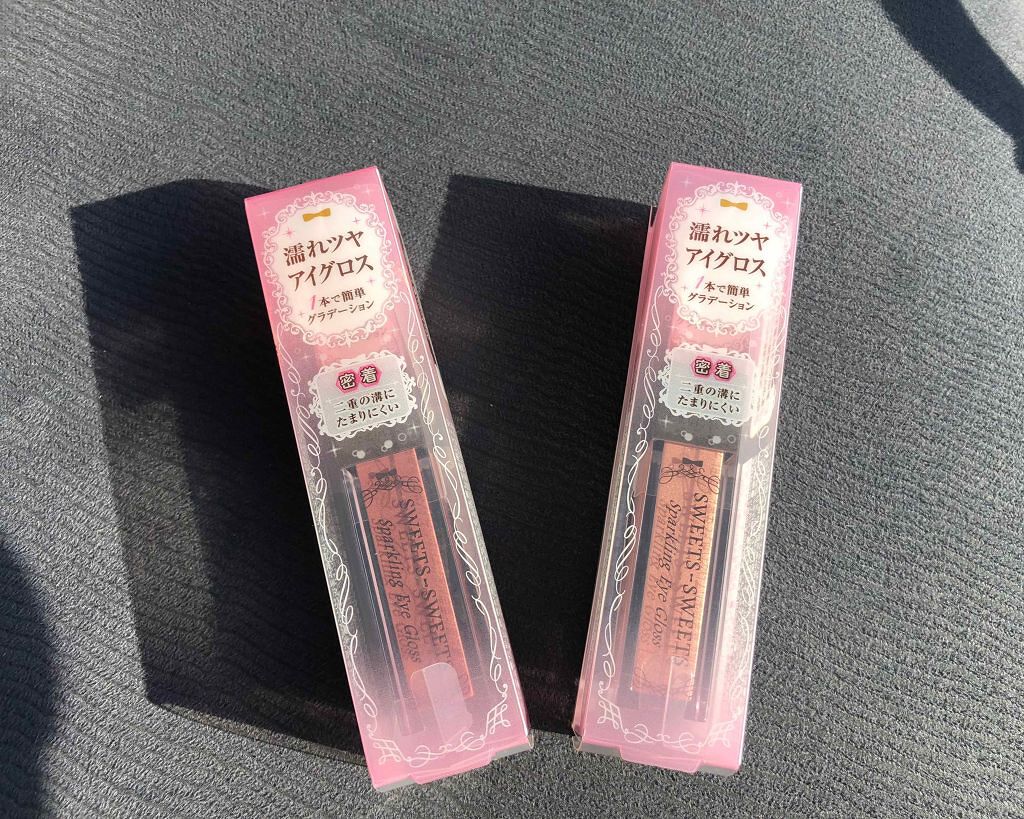 濡れツヤ
アイグロス
1本で簡単
グラデーション
密着
二重の溝に
たまりにくい
SWEETS-SWEETS
Sparkling Eye Gloss
濡れツヤ
アイグロス
1本で簡単
グラデーション
密着
二重の溝に
たまりにくい
SWEETS-SWEETS
Sparkling Eye Gloss